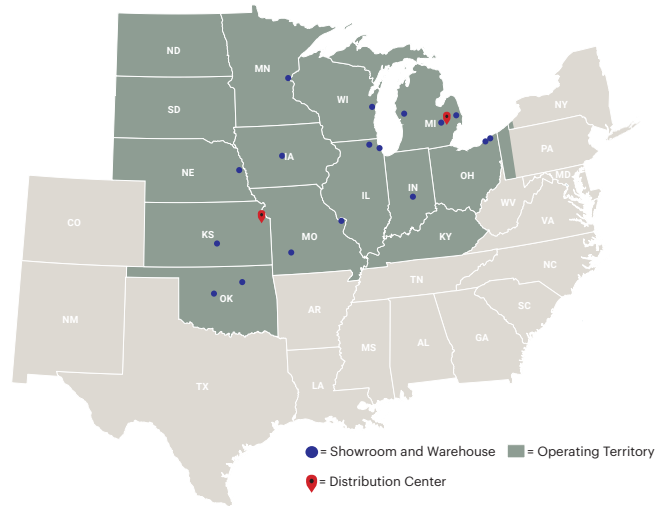 ND
MN
SD
WI
MI
NY
NE
IA
PA
IL
IN
OH
MD
WV
CO
KS
MO
KY
VA
NM
OK
AR
TN
NC
TX
MS
AL
GA
SC
LA
= Showroom and Warehouse
= Operating Territory
= Distribution Center